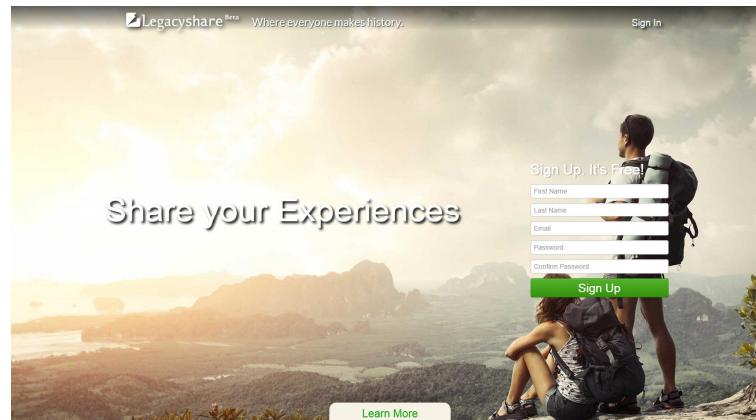 Legacyshare Beta Where everyone makes history. Sign In
Share your Experiences
Sign Up. It's Free!
First Name
Last Name
Email
Password
Confirm Password
Sign Up
Learn More